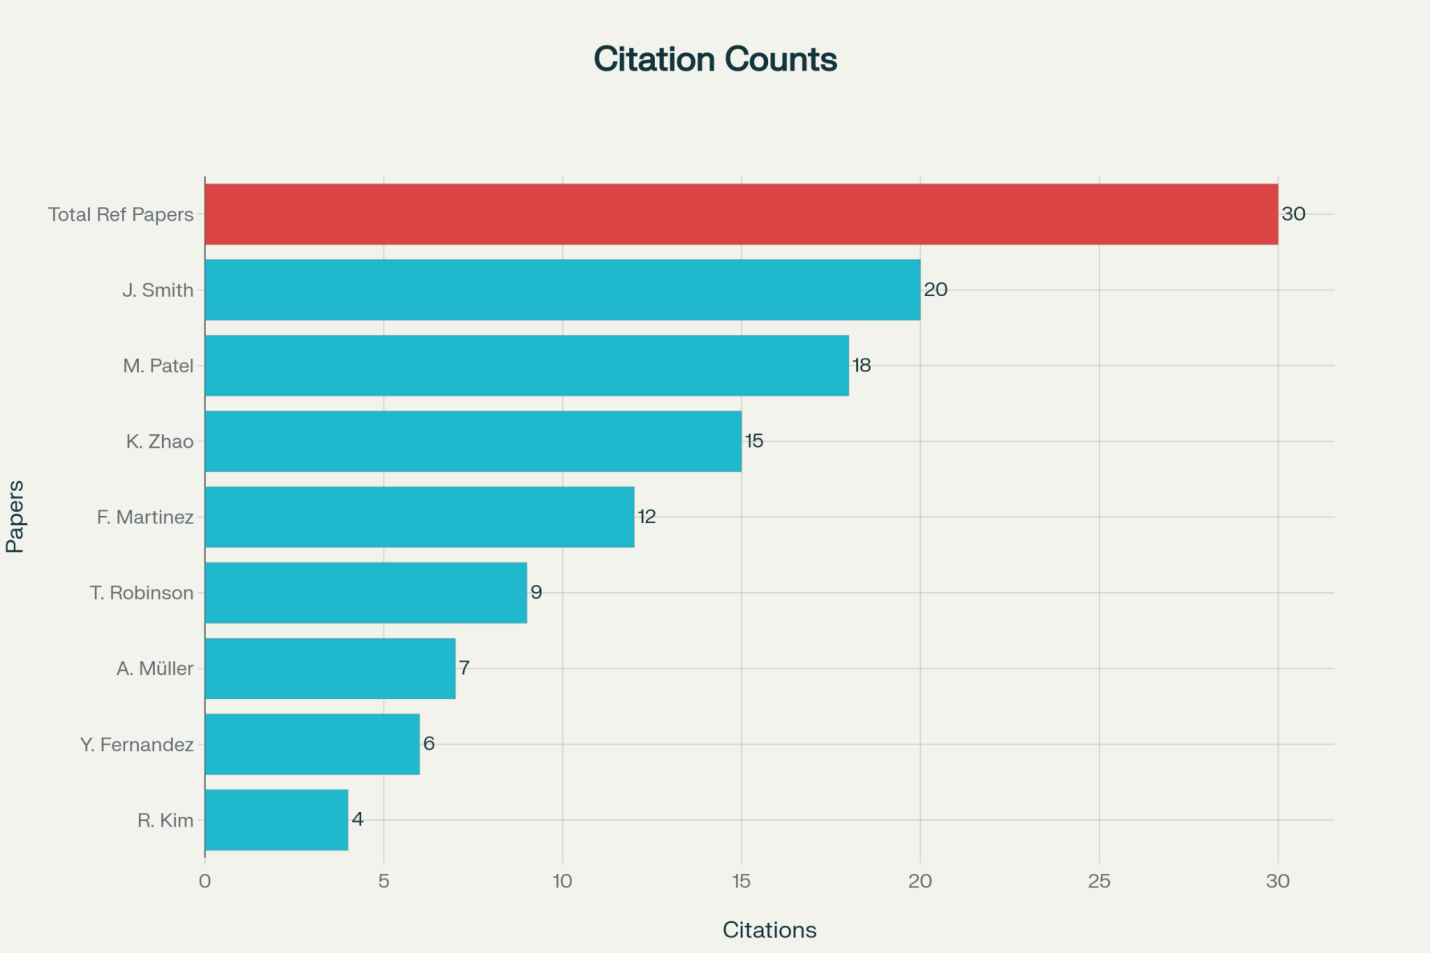 Citation Counts
Total Ref Papers 30
J. Smith 20
M. Patel 18
K. Zhao 15
F. Martinez 12
T. Robinson 9
A. Müller 7
Y. Fernandez 6
R. Kim 4
Papers
0 5 10 15 20 25 30
Citations